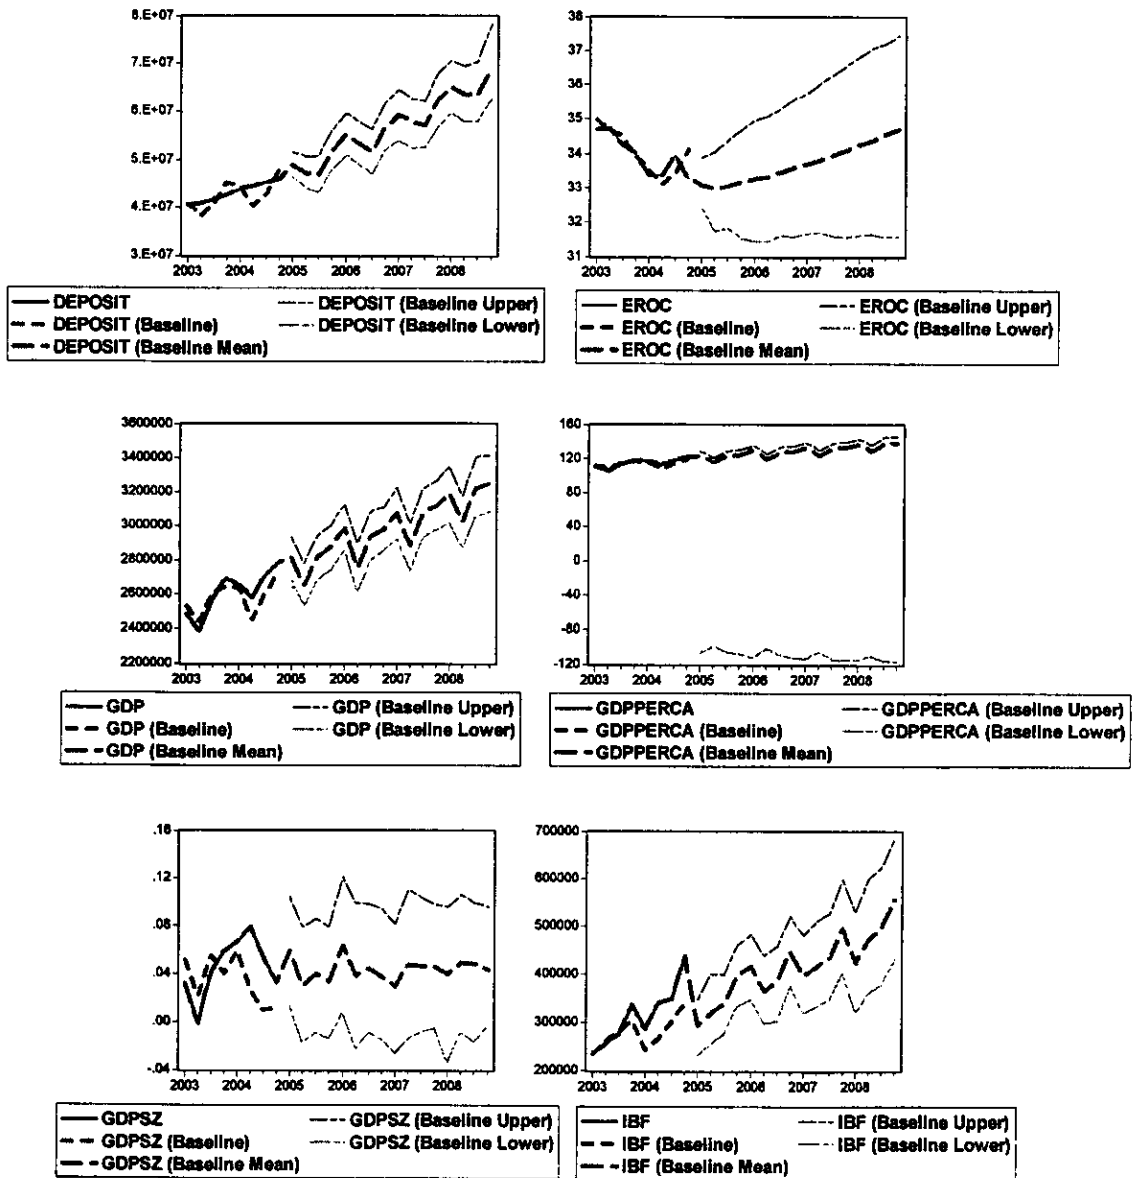 8.E+07
7.E+07
6.E+07
5.E+07
4.E+07
3.E+07
2003 2004 2005 2006 2007 2008
DEPOSIT DEPOSIT (Baseline Upper)
DEPOSIT (Baseline) DEPOSIT (Baseline Lower)
DEPOSIT (Baseline Mean)
38
37
36
35
34
33
32
31
2003 2004 2005 2006 2007 2008
EROC EROC (Baseline Upper)
EROC (Baseline) EROC (Baseline Lower)
EROC (Baseline Mean)
3600000
3400000
3200000
3000000
2800000
2600000
2400000
2200000
2003 2004 2005 2006 2007 2008
GDP GDP (Baseline Upper)
GDP (Baseline) GDP (Baseline Lower)
GDP (Baseline Mean)
160
120
80
40
0
-40
-80
-120
2003 2004 2005 2006 2007 2008
GDPPERCA GDPPERCA (Baseline Upper)
GDPPERCA (Baseline) GDPPERCA (Baseline Lower)
GDPPERCA (Baseline Mean)
.16
.12
.08
.04
.00
-.04
2003 2004 2005 2006 2007 2008
GDPSZ GDPSZ (Baseline Upper)
GDPSZ (Baseline) GDPSZ (Baseline Lower)
GDPSZ (Baseline Mean)
700000
600000
500000
400000
300000
200000
2003 2004 2005 2006 2007 2008
IBF IBF (Baseline Upper)
IBF (Baseline) IBF (Baseline Lower)
IBF (Baseline Mean)